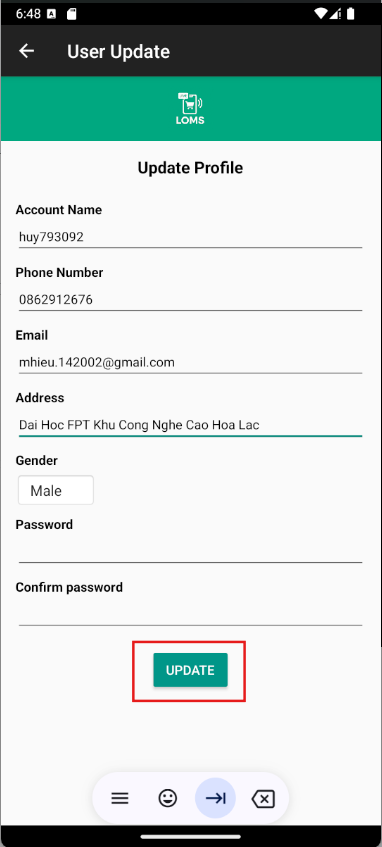 6:48
User Update
LOMS
Update Profile
Account Name
huy793092
Phone Number
0862912676
Email
mhieu.142002@gmail.com
Address
Dai Hoc FPT Khu Cong Nghe Cao Hoa Lac
Gender
Male
Password
Confirm password
UPDATE